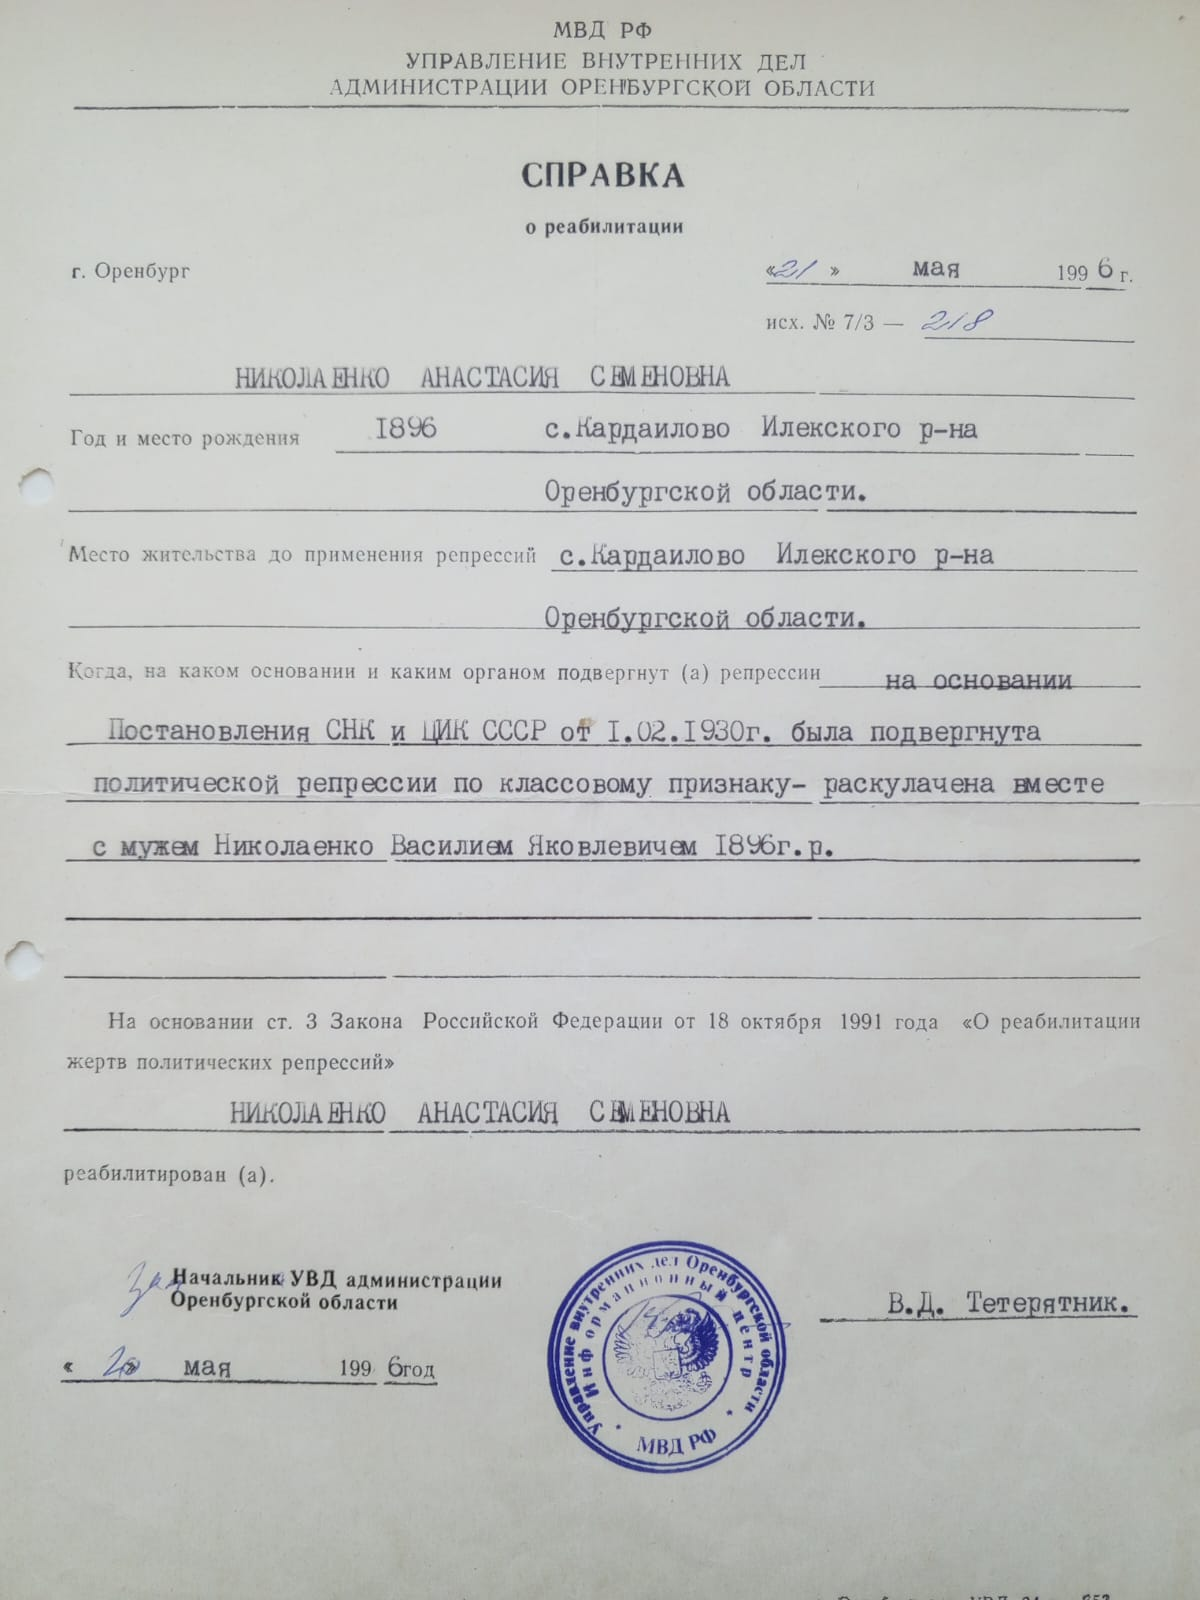 МВД РФ
УПРАВЛЕНИЕ ВНУТРЕННИХ ДЕЛ
АДМИНИСТРАЦИИ ОРЕНБУРГСКОЙ ОБЛАСТИ
СПРАВКА
о реабилитации
г. Оренбург «21» мая 1996 г.
исх. № 7/3 — 218
НИКОЛАЕНКО АНАСТАСИЯ СЕМЕНОВНА
Год и место рождения 1896 с.Кардаилово Илекского р-на
Оренбургской области.
Место жительства до применения репрессий с.Кардаилово Илекского р-на
Оренбургской области.
Когда, на каком основании и каким органом подвергнут (а) репрессии на основании
Постановления СНК и ЦИК СССР от 1.02.1930г. была подвергнута
политической репрессии по классовому признаку- раскулачена вместе
с мужем Николаенко Василием Яковлевичем 1896г.р.
На основании ст. 3 Закона Российской Федерации от 18 октября 1991 года «О реабилитации
жертв политических репрессий»
НИКОЛАЕНКО АНАСТАСИЯ СЕМЕНОВНА
реабилитирован (а).
Зам Начальник УВД администрации
Оренбургской области
В.Д. Тетерятник.
«20» мая 1996год
Управление внутренних дел Оренбургской области
Информационный центр
МВД РФ